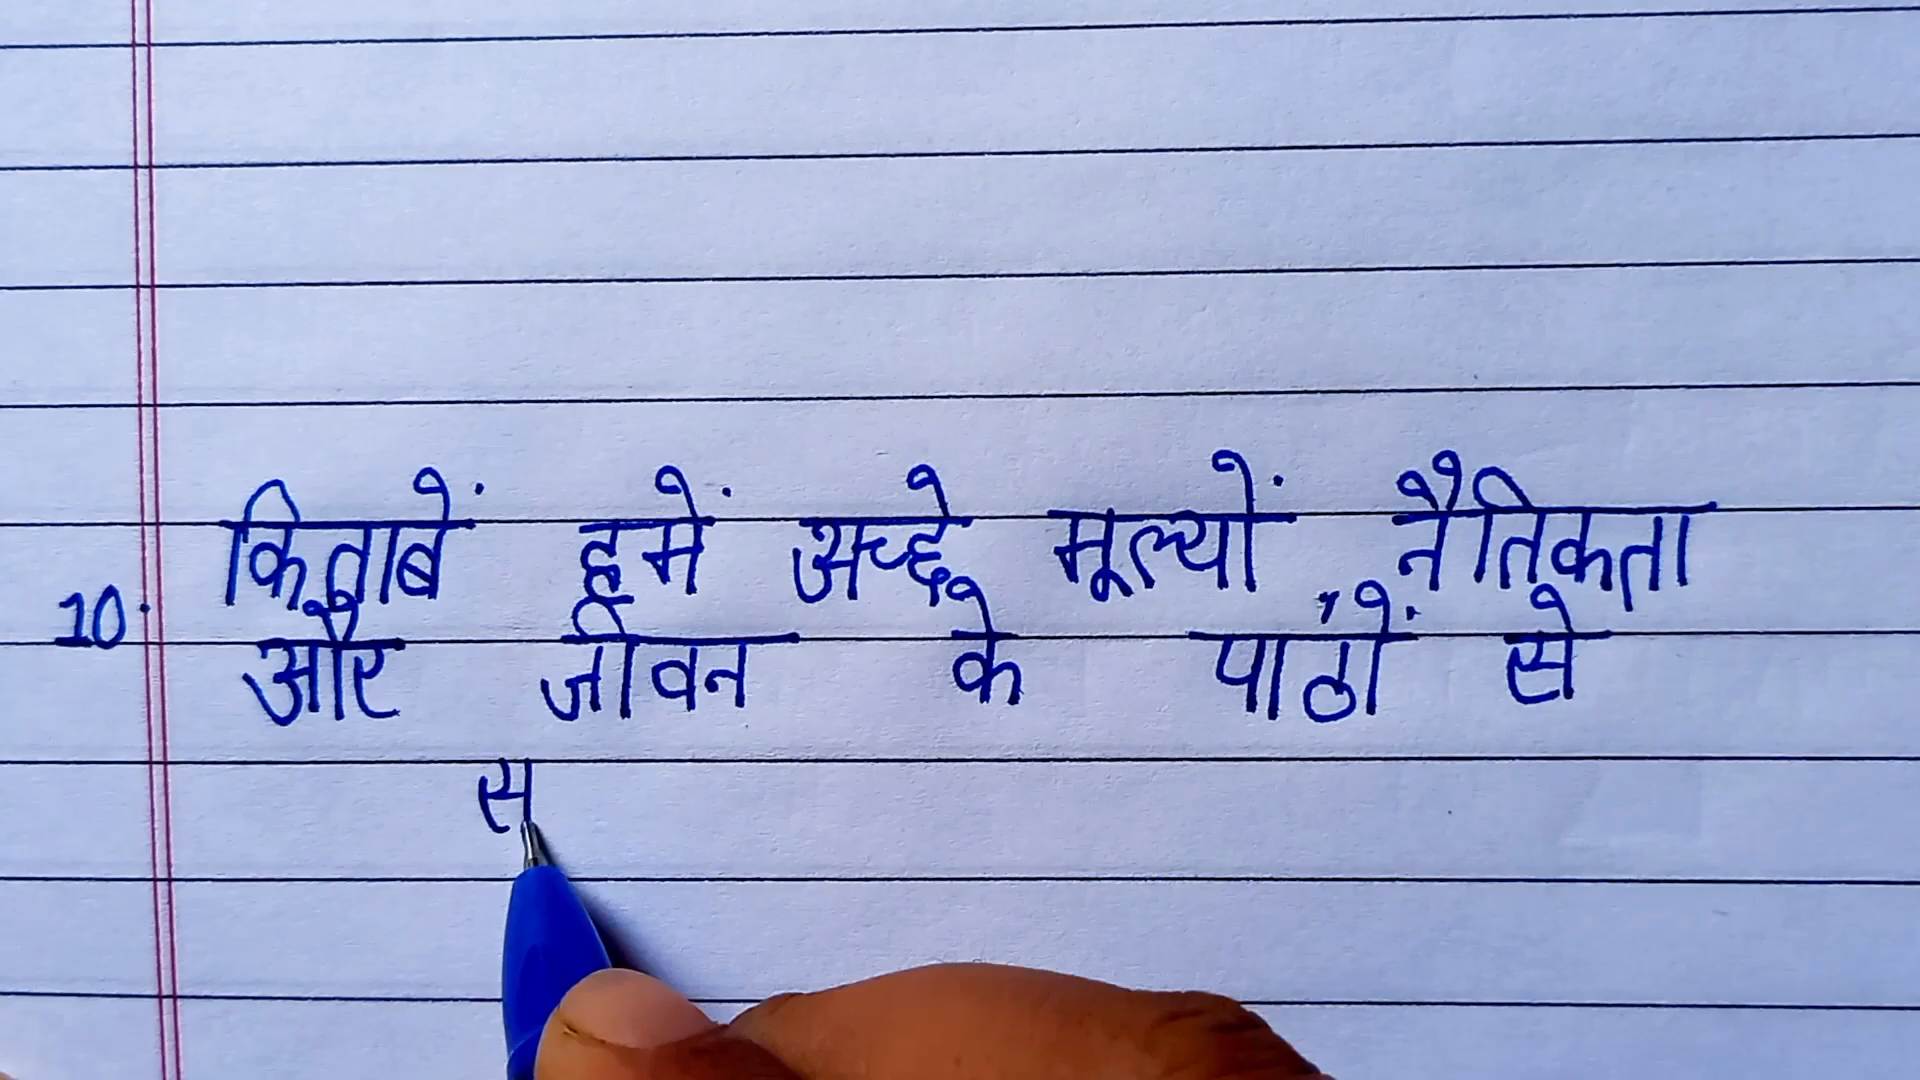 किताबें हमें अच्छे मूल्यों नैतिकता
10. और जीवन के पाठों से
स